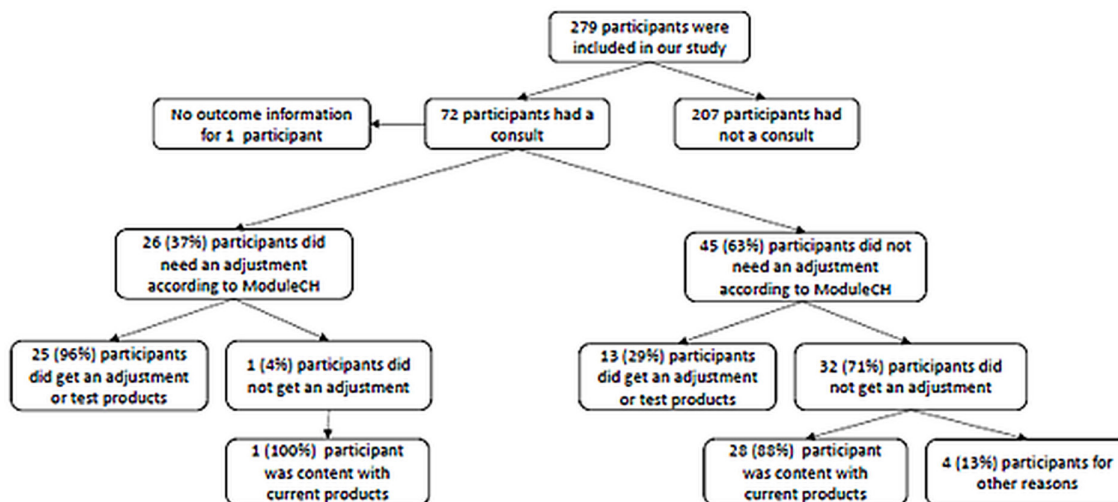 279 participants were
included in our study
No outcome information
for 1 participant
72 participants had a
consult
207 participants had
not a consult
26 (37%) participants did
need an adjustment
according to ModuleCH
45 (63%) participants did not
need an adjustment
according to ModuleCH
25 (96%) participants
did get an adjustment
or test products
1 (4%) participants did
not get an adjustment
13 (29%) participants
did get an adjustment
or test products
32 (71%) participants did
not get an adjustment
1 (100%) participant
was content with
current products
28 (88%) participant
was content with
current products
4 (13%) participants for
other reasons